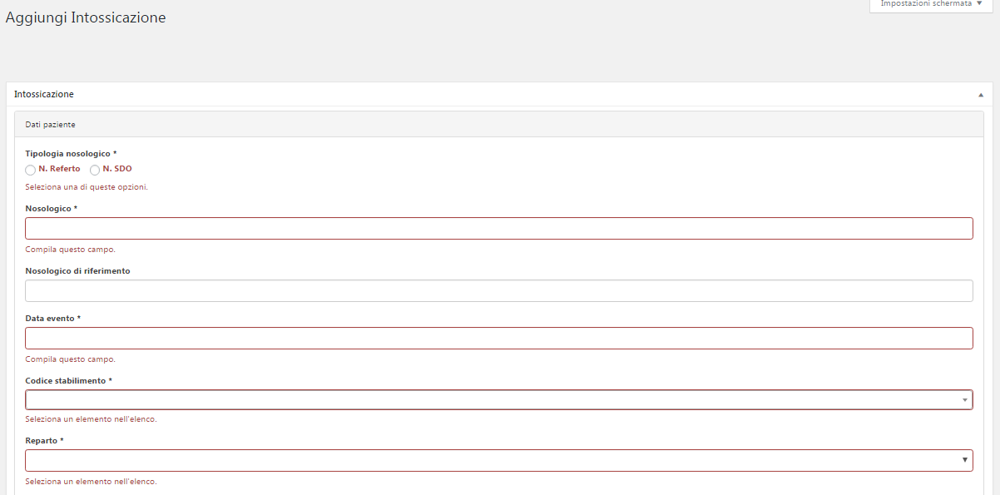 Impostazioni schermata
Aggiungi Intossicazione
Intossicazione
Dati paziente
Tipologia nosologico *
N. Referto N. SDO
Seleziona una di queste opzioni.
Nosologico *
Compila questo campo.
Nosologico di riferimento
Data evento *
Compila questo campo.
Codice stabilimento *
Seleziona un elemento nell'elenco.
Reparto *
Seleziona un elemento nell'elenco.